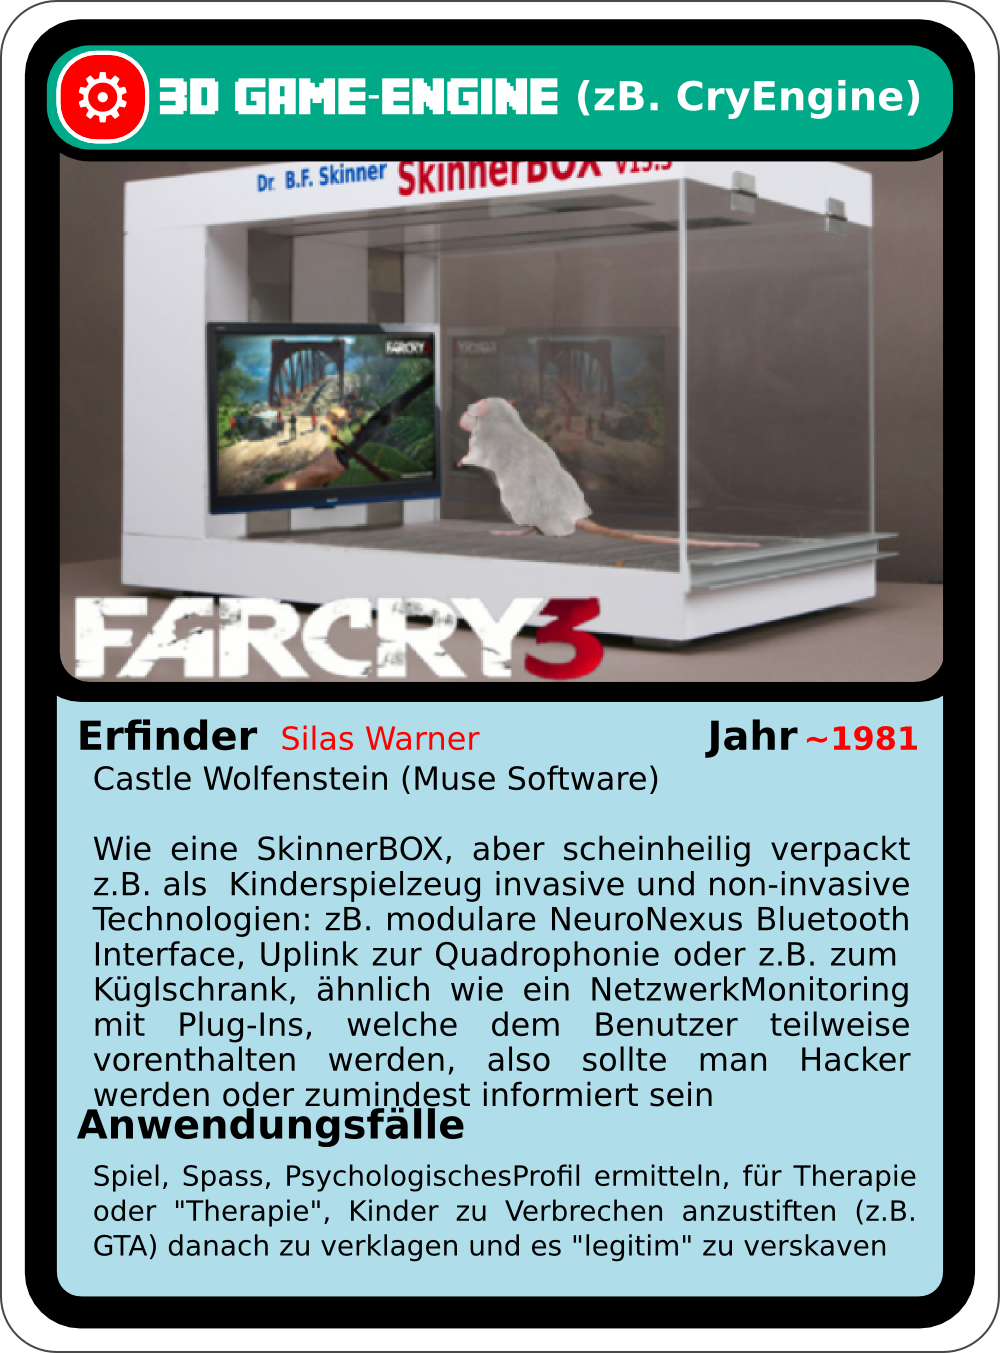 3D GAME-ENGINE (zB. CryEngine)
Dr. B.F. Skinner SkinnerBOX
FARCRY
FARCRY3
Erfinder Silas Warner Jahr ~1981
Castle Wolfenstein (Muse Software)
Wie eine SkinnerBOX, aber scheinheilig verpackt
z.B. als Kinderspielzeug invasive und non-invasive
Technologien: zB. modulare NeuroNexus Bluetooth
Interface, Uplink zur Quadrophonie oder z.B. zum
Küglschrank, ähnlich wie ein NetzwerkMonitoring
mit Plug-Ins, welche dem Benutzer teilweise
vorenthalten werden, also sollte man Hacker
werden oder zumindest informiert sein
Anwendungsfälle
Spiel, Spass, PsychologischesProfil ermitteln, für Therapie
oder "Therapie", Kinder zu Verbrechen anzustiften (z.B.
GTA) danach zu verklagen und es "legitim" zu verskaven